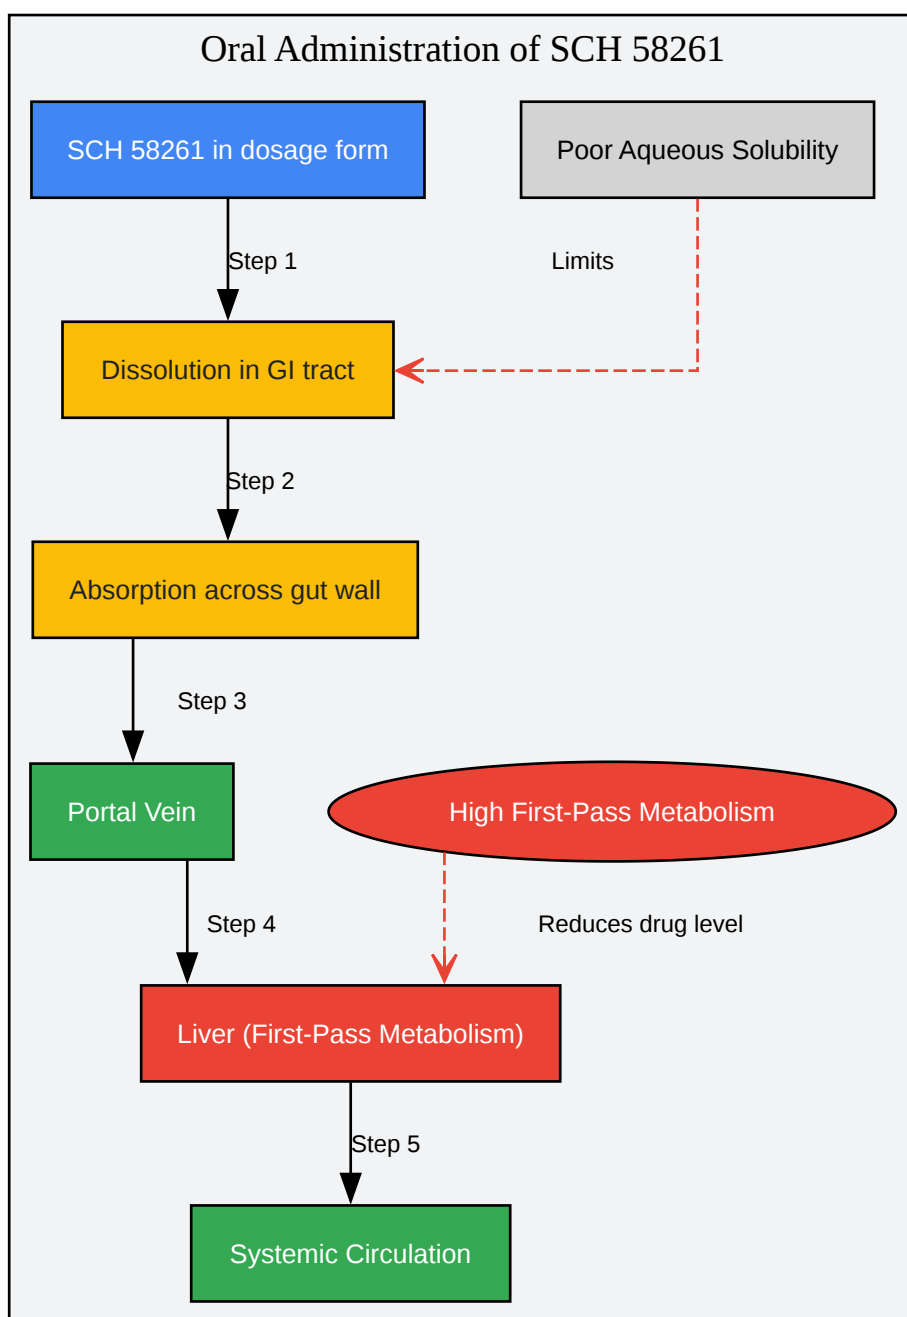 Oral Administration of SCH 58261
SCH 58261 in dosage form
Poor Aqueous Solubility
Step 1
Limits
Dissolution in GI tract
Step 2
Absorption across gut wall
Step 3
Portal Vein
High First-Pass Metabolism
Step 4
Reduces drug level
Liver (First-Pass Metabolism)
Step 5
Systemic Circulation